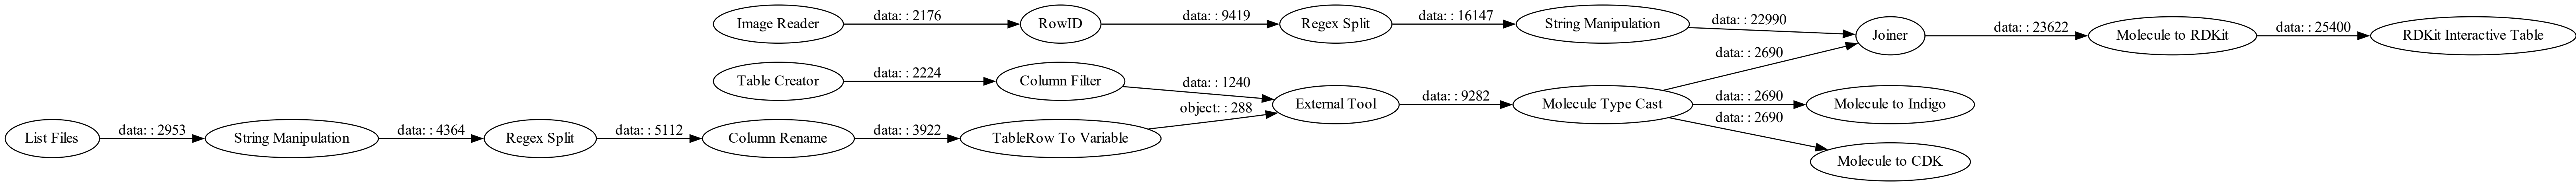 Image Reader
data: : 2176
RowID
data: : 9419
Regex Split
data: : 16147
String Manipulation
data: : 22990
Joiner
data: : 23622
Molecule to RDKit
data: : 25400
RDKit Interactive Table
Table Creator
data: : 2224
Column Filter
data: : 1240
External Tool
data: : 9282
Molecule Type Cast
data: : 2690
data: : 2690
Molecule to Indigo
data: : 2690
Molecule to CDK
List Files
data: : 2953
String Manipulation
data: : 4364
Regex Split
data: : 5112
Column Rename
data: : 3922
TableRow To Variable
object: : 288